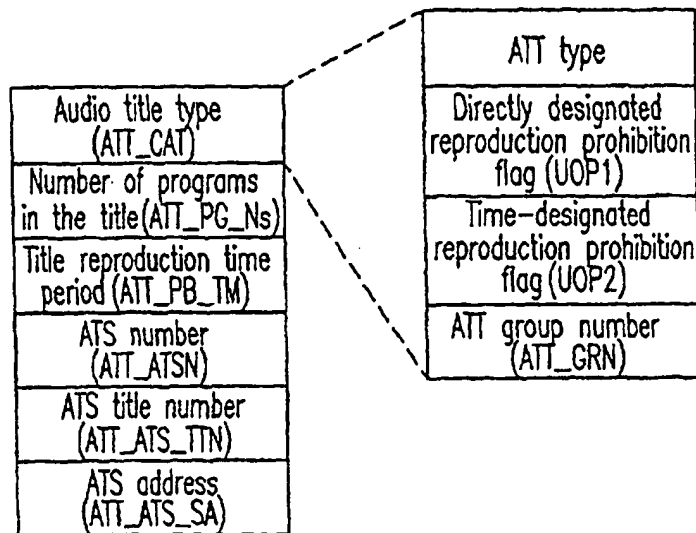 Audio title type
(ATT_CAT)
Number of programs
in the title (ATT_PG_Ns)
Title reproduction time
period (ATT_PB_TM)
ATS number
(ATT_ATSN)
ATS title number
(ATT_ATS_TTN)
ATS address
(ATT_ATS_SA)
ATT type
Directly designated
reproduction prohibition
flag (UOP1)
Time-designated
reproduction prohibition
flag (UOP2)
ATT group number
(ATT_GRN)